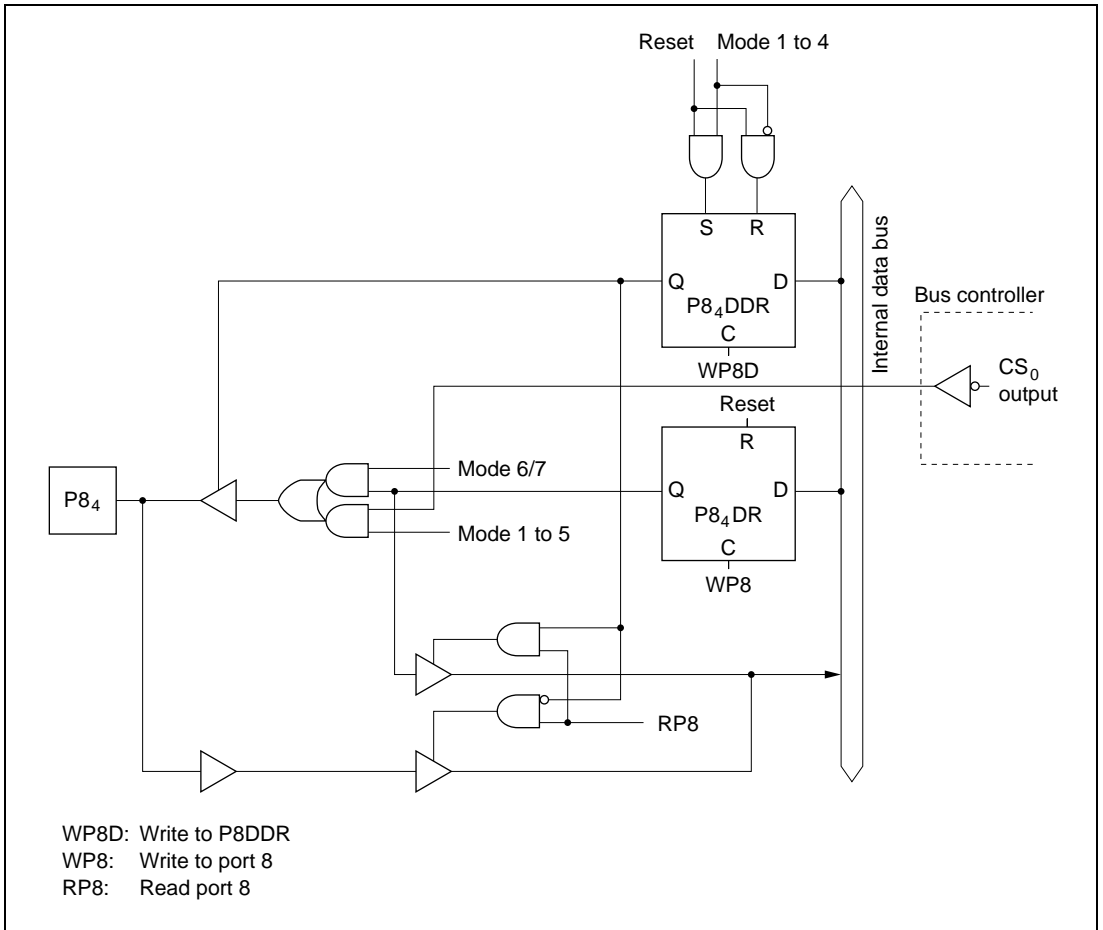 Reset Mode 1 to 4
S R
Q D
P8₄DDR
C
WP8D
Internal data bus
Bus controller
CS₀
output
Reset
R
Mode 6/7
Q D
P8₄
P8₄DR
Mode 1 to 5
C
WP8
RP8
WP8D: Write to P8DDR
WP8: Write to port 8
RP8: Read port 8